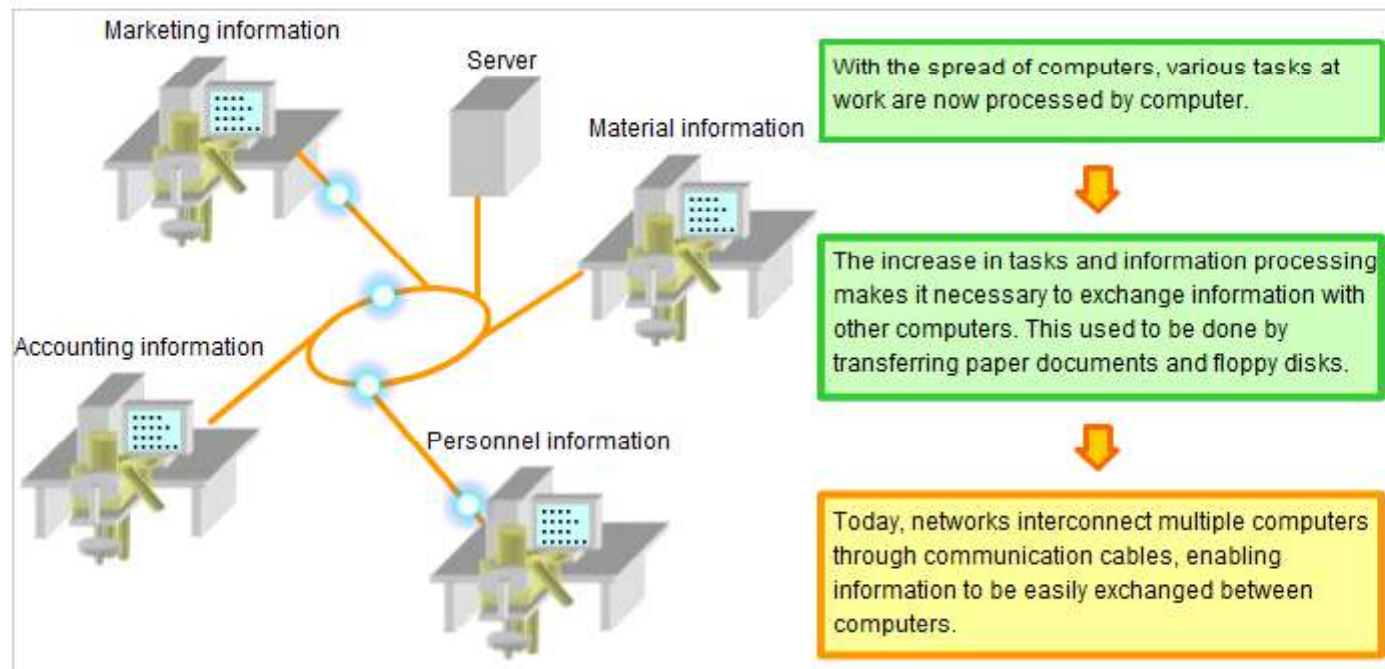 Marketing information
Server
Material information
Accounting information
Personnel information
With the spread of computers, various tasks at
work are now processed by computer.
The increase in tasks and information processing
makes it necessary to exchange information with
other computers. This used to be done by
transferring paper documents and floppy disks.
Today, networks interconnect multiple computers
through communication cables, enabling
information to be easily exchanged between
computers.